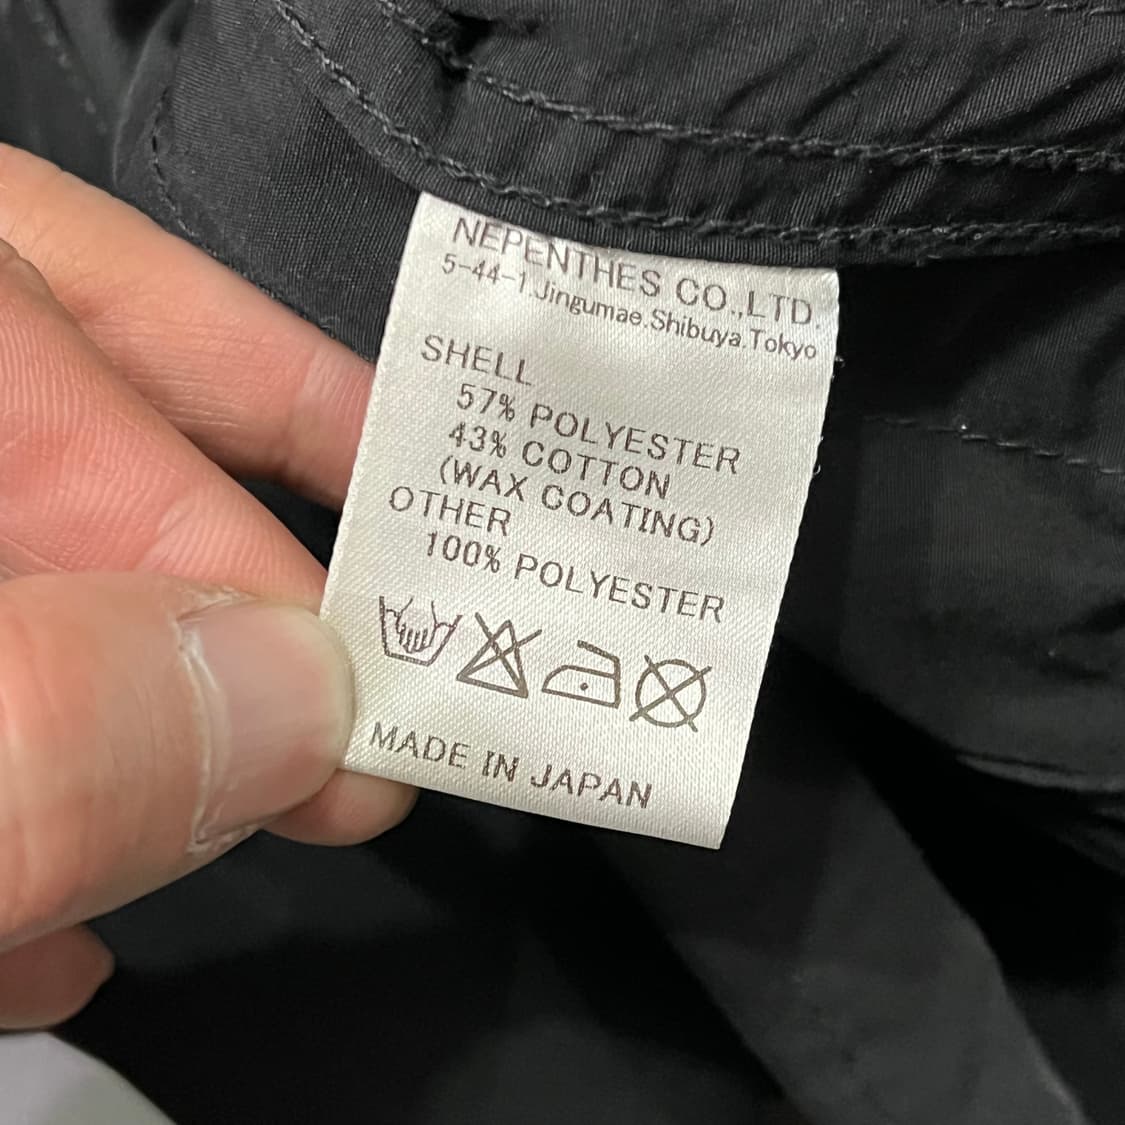 NEPENTHES CO.,LTD.
5-44-1.Jingumae.Shibuya.Tokyo
SHELL
57% POLYESTER
43% COTTON
(WAX COATING)
OTHER
100% POLYESTER
MADE IN JAPAN